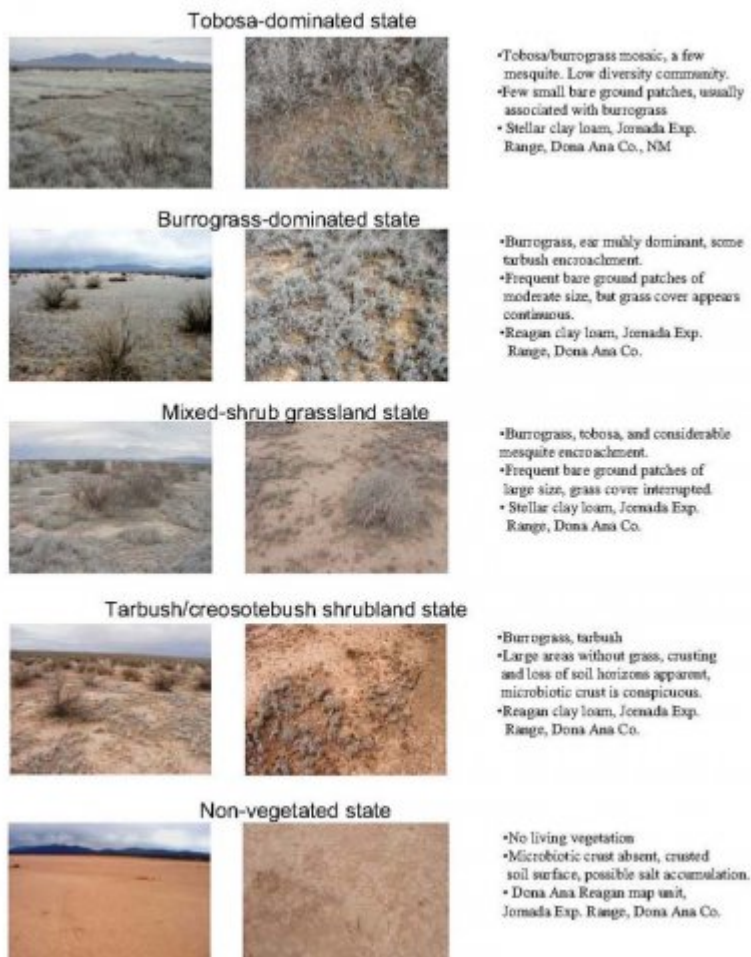 Tobosa-dominated state
•Tobosa/burrograss mosaic, a few
mesquite. Low diversity community.
•Few small bare ground patches, usually
associated with burrograss
• Stellar clay loam, Jornada Exp.
Range, Dona Ana Co., NM
Burrograss-dominated state
•Burrograss, ear muhly dominant, some
tarbush encroachment.
•Frequent bare ground patches of
moderate size, but grass cover appears
continuous.
•Reagan clay loam, Jornada Exp.
Range, Dona Ana Co.
Mixed-shrub grassland state
•Burrograss, tobosa, and considerable
mesquite encroachment.
•Frequent bare ground patches of
large size, grass cover interrupted
• Stellar clay loam, Jornada Exp.
Range, Dona Ana Co.
Tarbush/creosotebush shrubland state
•Burrograss, tarbush
•Large areas without grass, crusting
and loss of soil horizons apparent,
microbiotic crust is conspicuous.
•Reagan clay loam, Jornada Exp.
Range, Dona Ana Co.
Non-vegetated state
•No living vegetation
•Microbiotic crust absent, crusted
soil surface, possible salt accumulation.
• Dona Ana Reagan map unit,
Jornada Exp. Range, Dona Ana Co.